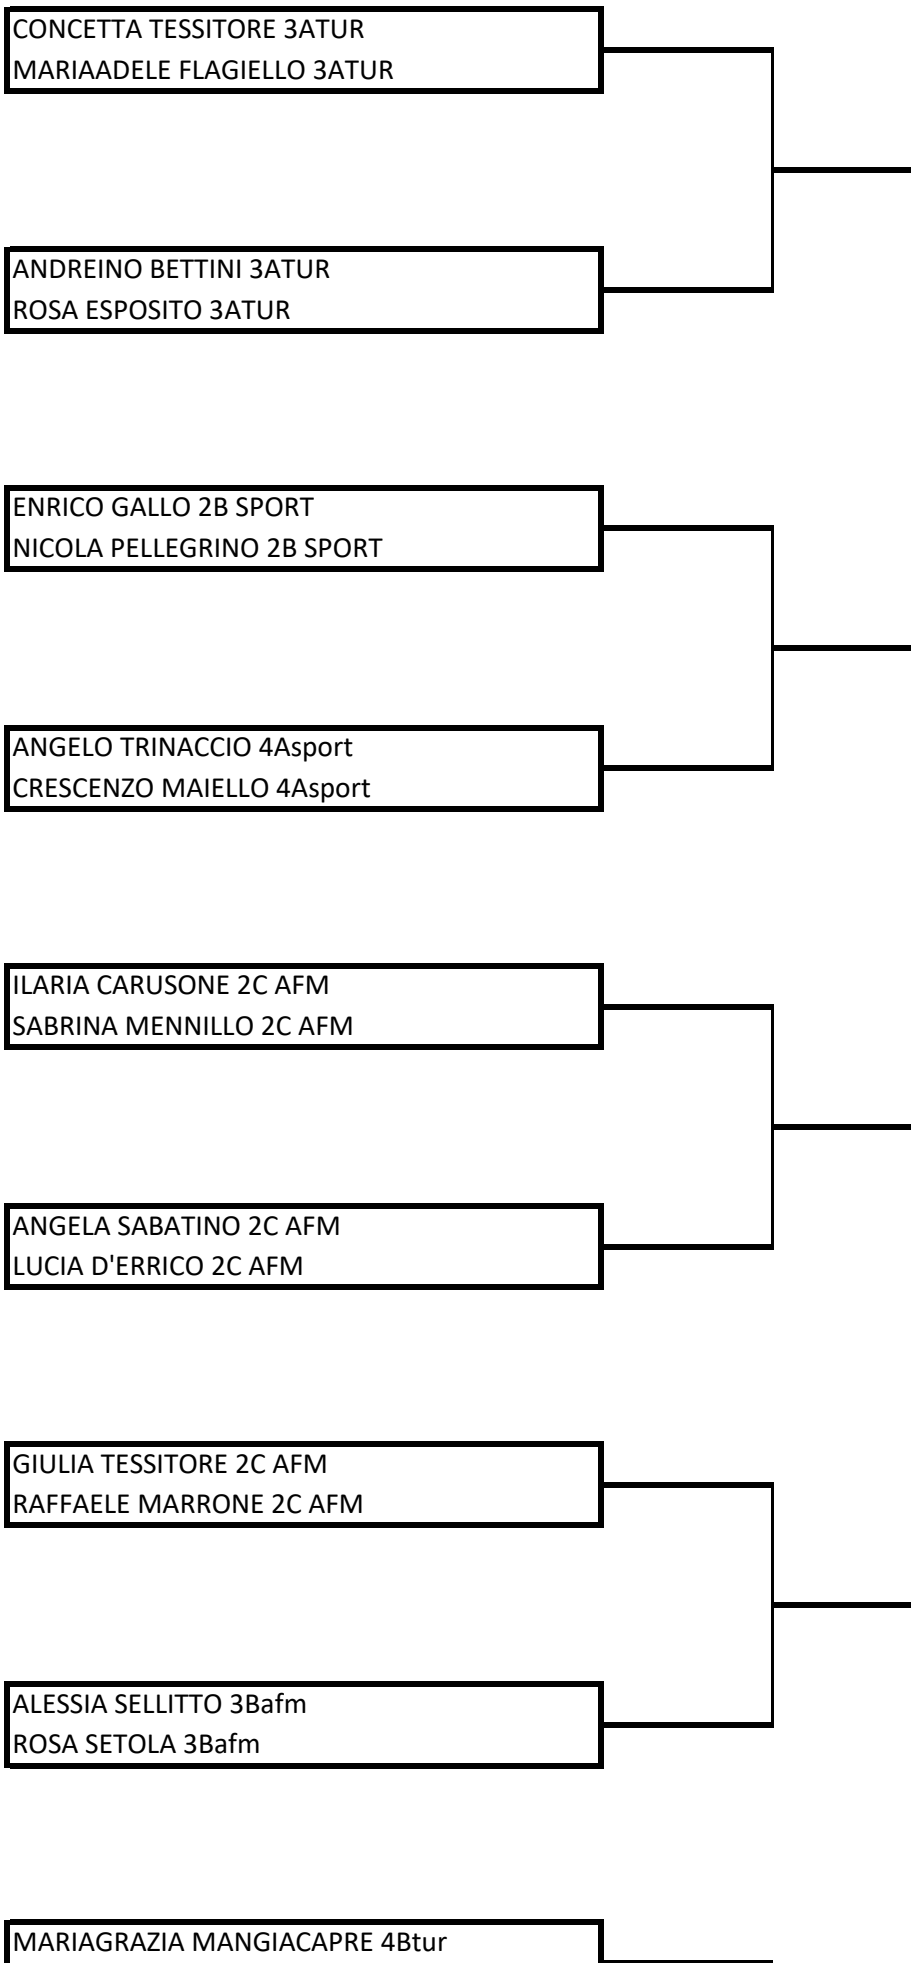 CONCETTA TESSITORE 3ATUR
MARIAADELE FLAGIELLO 3ATUR
ANDREINO BETTINI 3ATUR
ROSA ESPOSITO 3ATUR
ENRICO GALLO 2B SPORT
NICOLA PELLEGRINO 2B SPORT
ANGELO TRINACCIO 4Asport
CRESCENZO MAIELLO 4Asport
ILARIA CARUSONE 2C AFM
SABRINA MENNILLO 2C AFM
ANGELA SABATINO 2C AFM
LUCIA D'ERRICO 2C AFM
GIULIA TESSITORE 2C AFM
RAFFAELE MARRONE 2C AFM
ALESSIA SELLITTO 3Bafm
ROSA SETOLA 3Bafm
MARIAGRAZIA MANGIACAPRE 4Btur